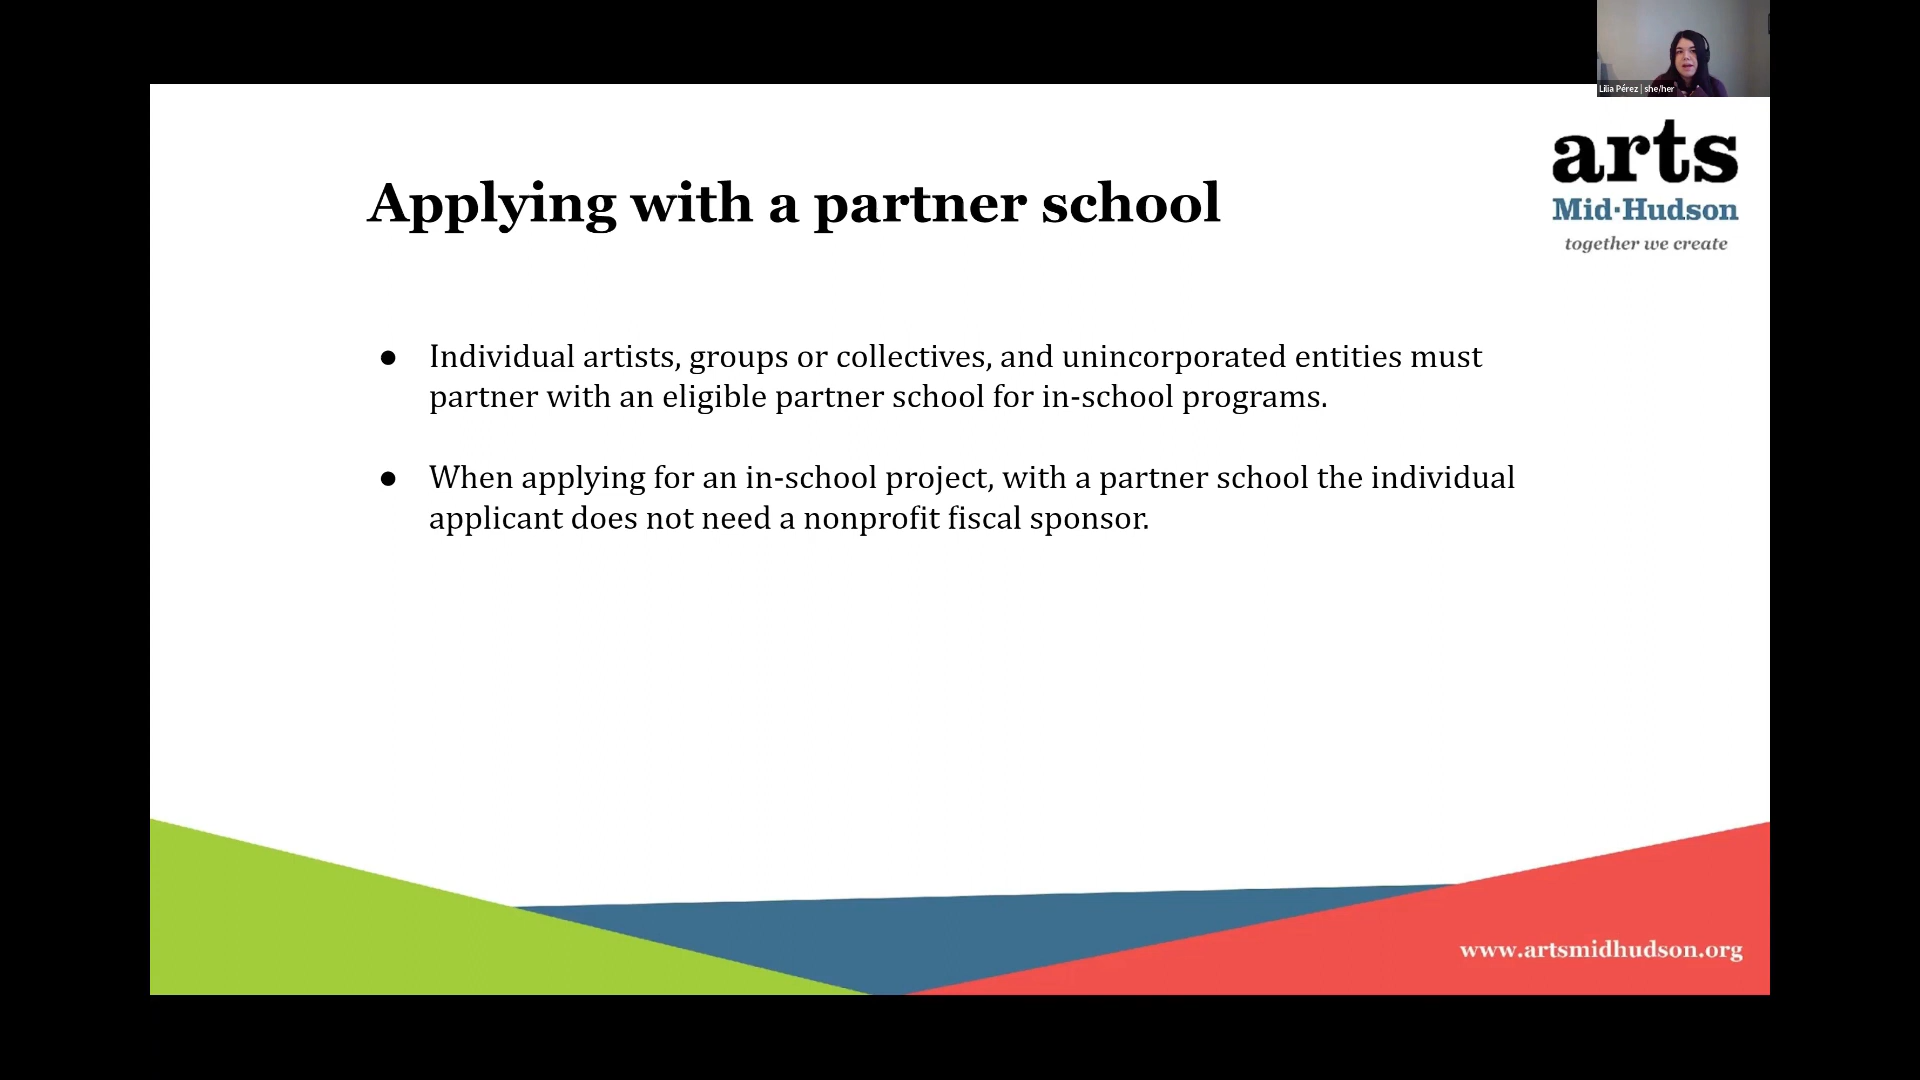 Lilia Pérez | she/her
arts
Mid·Hudson
together we create
Applying with a partner school
● Individual artists, groups or collectives, and unincorporated entities must
partner with an eligible partner school for in-school programs.
● When applying for an in-school project, with a partner school the individual
applicant does not need a nonprofit fiscal sponsor.
www.artsmidhudson.org